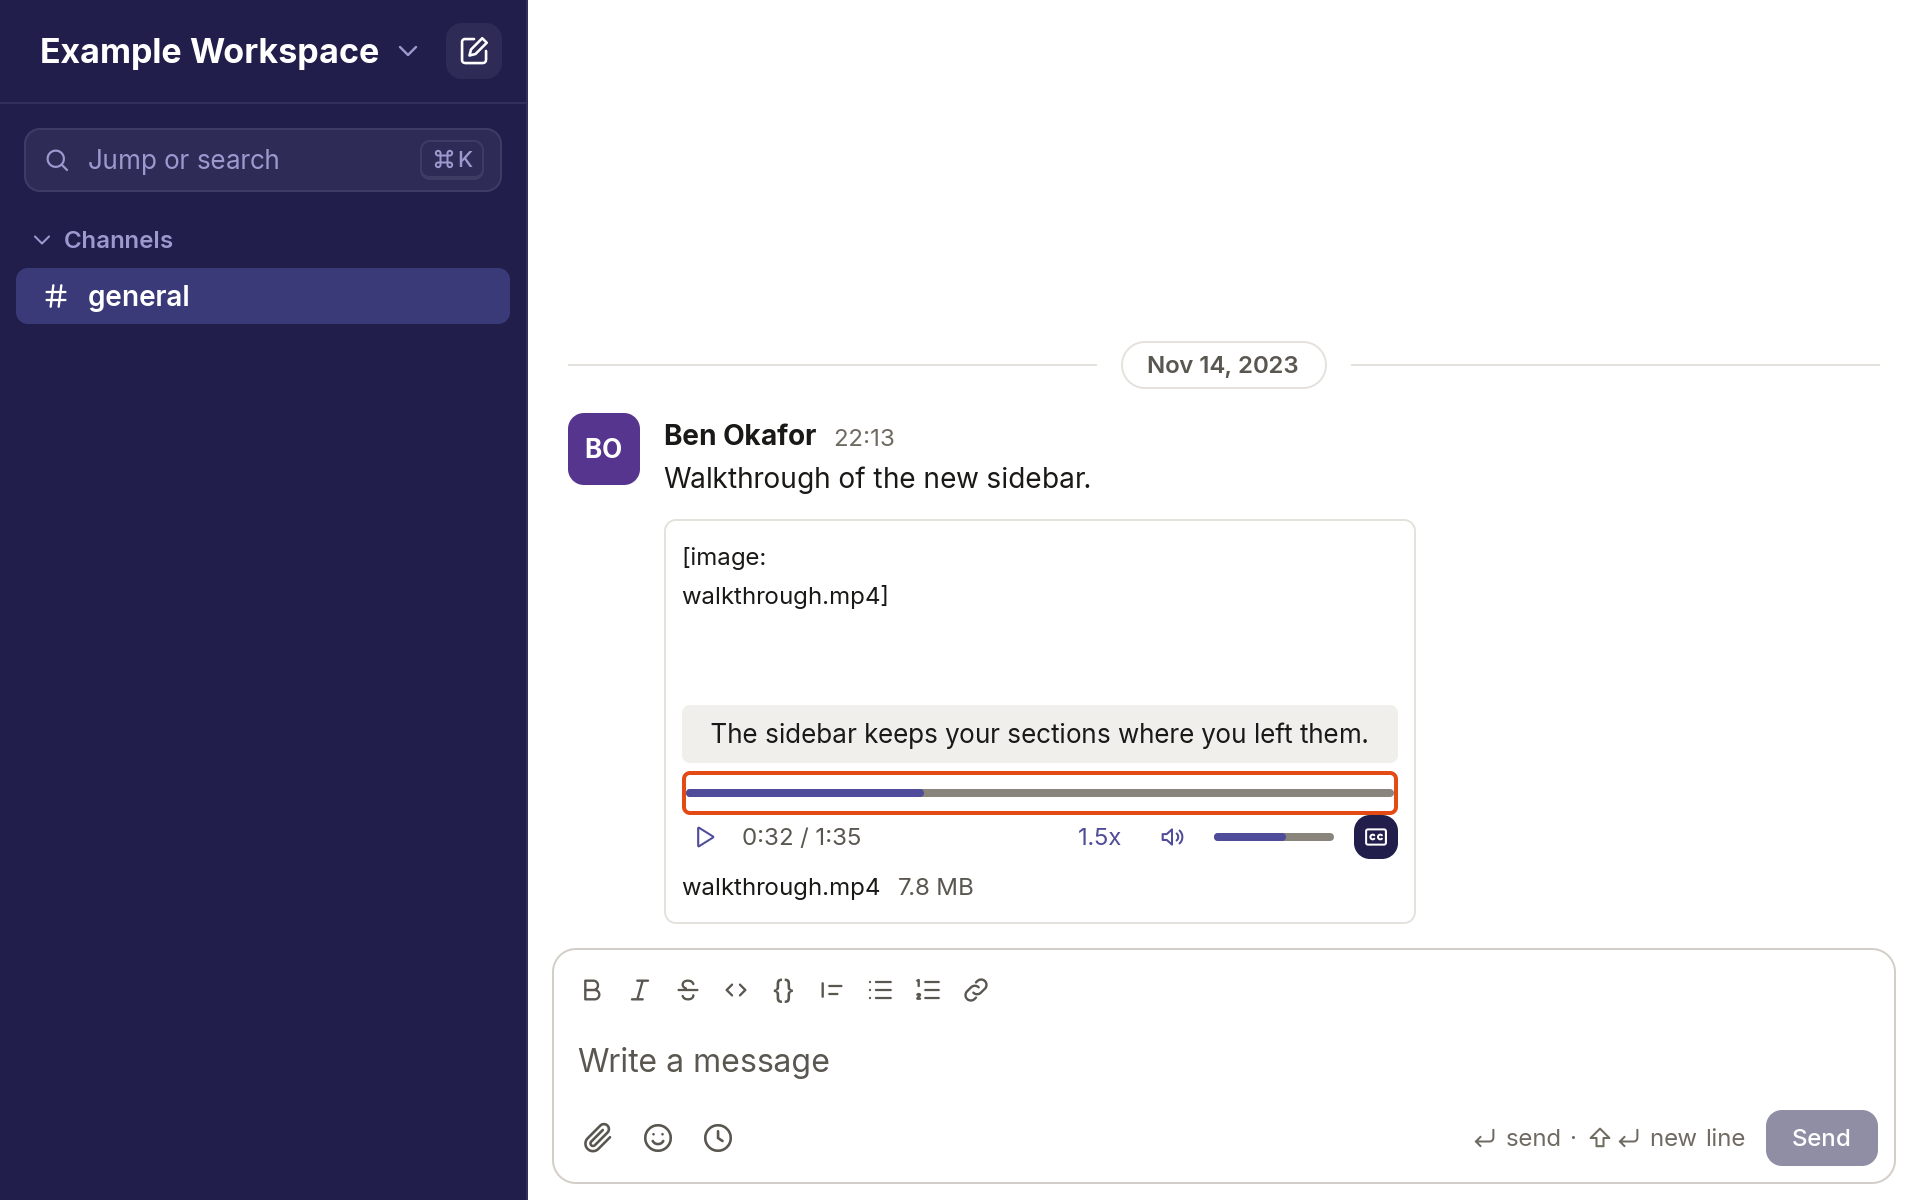 Example Workspace
Jump or search ⌘K
Channels
# general
Nov 14, 2023
BO
Ben Okafor 22:13
Walkthrough of the new sidebar.
[image:
walkthrough.mp4]
The sidebar keeps your sections where you left them.
0:32 / 1:35 1.5x CC
walkthrough.mp4 7.8 MB
Write a message
send · new line Send